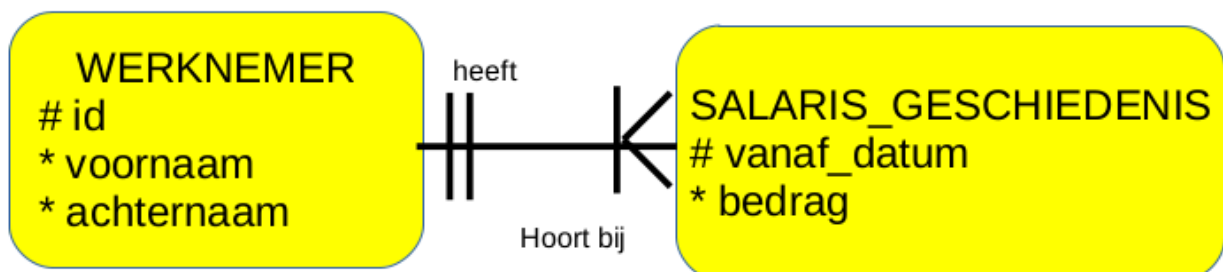 WERKNEMER
# id
* voornaam
* achternaam
heeft
Hoort bij
SALARIS_GESCHIEDENIS
# vanaf_datum
* bedrag